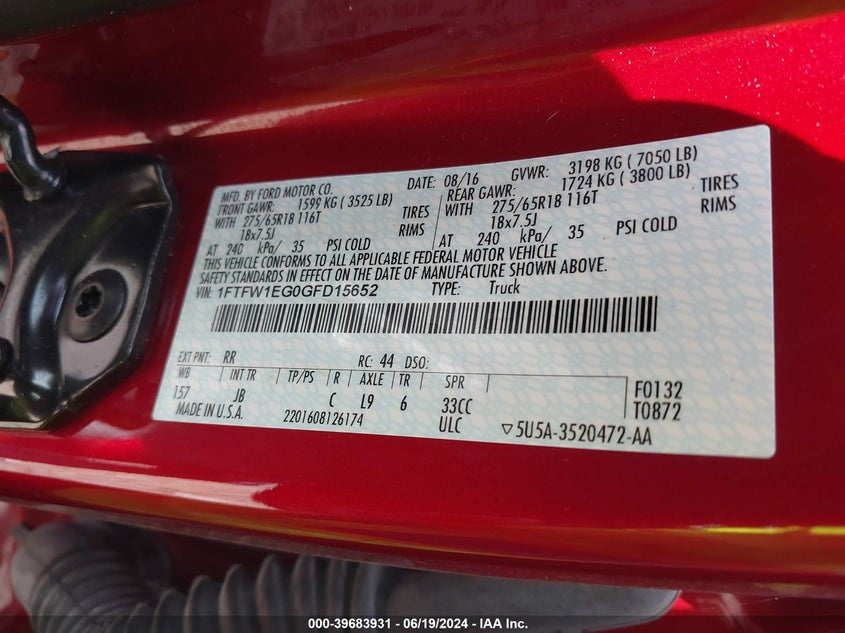 MFD. BY FORD MOTOR CO.
DATE: 08/16 GVWR: 3198 KG ( 7050 LB)
FRONT GAWR: 1599 KG ( 3525 LB)
WITH 275/65R18 116T TIRES
18x7.5J RIMS
AT 240 kPa/ 35 PSI COLD
REAR GAWR: 1724 KG ( 3800 LB)
WITH 275/65R18 116T TIRES
18x7.5J RIMS
AT 240 kPa/ 35 PSI COLD
THIS VEHICLE CONFORMS TO ALL APPLICABLE FEDERAL MOTOR VEHICLE
SAFETY STANDARDS IN EFFECT ON THE DATE OF MANUFACTURE SHOWN ABOVE.
VIN: 1FTFW1EG0GFD15652 TYPE: Truck
EXT PNT: RR RC: 44 DSO:
WB INT TR TP/PS R AXLE TR SPR
157 JB C L9 6 33CC
F0132
T0872
MADE IN U.S.A. 2201608126174 ULC ▽5U5A-3520472-AA
000-39683931 - 06/19/2024 - IAA Inc.